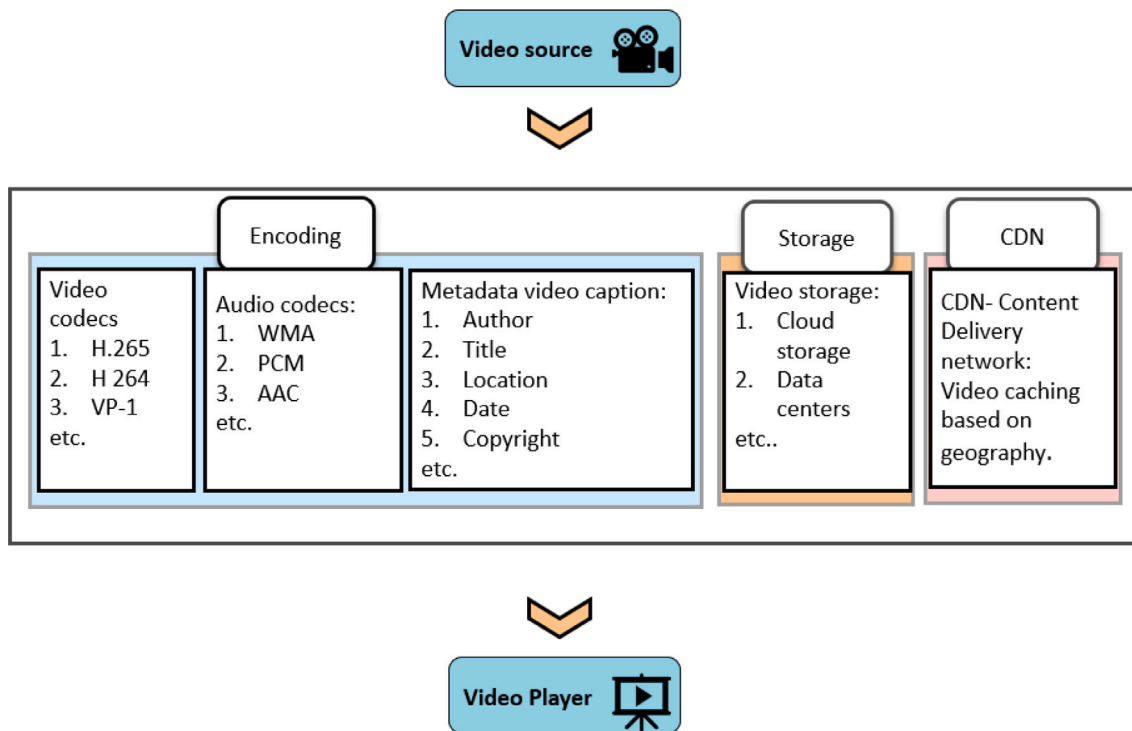 Video source
Encoding
Video
codecs
1. H.265
2. H 264
3. VP-1
etc.
Audio codecs:
1. WMA
2. PCM
3. AAC
etc.
Metadata video caption:
1. Author
2. Title
3. Location
4. Date
5. Copyright
etc.
Storage
Video storage:
1. Cloud
storage
2. Data
centers
etc..
CDN
CDN- Content
Delivery
network:
Video caching
based on
geography.
Video Player